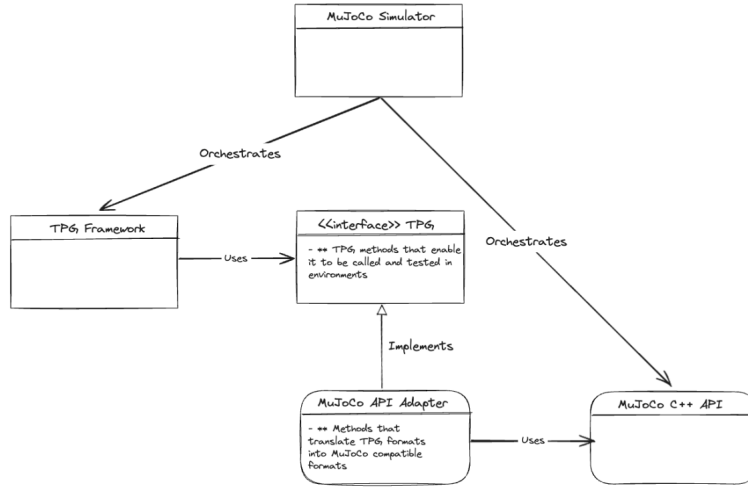 MuJoCo Simulator
Orchestrates
TPG Framework
<<interface>> TPG
- ** TPG methods that enable
it to be called and tested in
environments
Orchestrates
Uses
Implements
MuJoCo API Adapter
- ** Methods that
translate TPG formats
into MuJoCo compatible
formats
Uses
MuJoCo C++ API